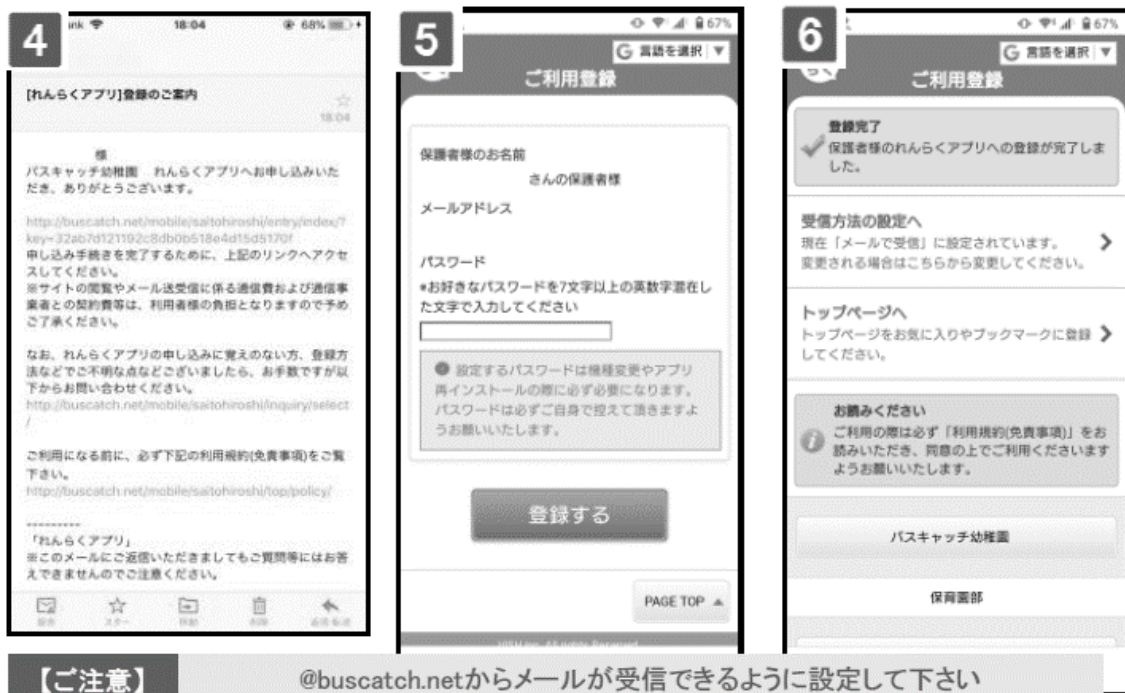 4
18:04
68%
[れんらくアプリ]登録のご案内
18:04
様
バスキャッチ幼稚園 れんらくアプリへお申し込みいた
だき、ありがとうございます。
http://buscatch.net/mobile/saitohiroshi/entry/index/?
key=32ab7d121192c8db0b518e4d15d5170f
申し込み手続きを完了するために、上記のリンクへアクセ
スしてください。
※サイトの閲覧やメール送受信に係る通信費および通信事
業者との契約費等は、利用者様の負担となりますので予め
ご了承ください。
なお、れんらくアプリの申し込みに覚えのない方、登録方
法などでご不明な点などございましたら、お手数ですが以
下からお問い合わせください。
http://buscatch.net/mobile/saitohiroshi/inquiry/select
/
ご利用になる前に、必ず下記の利用規約(免責事項)をご覧
下さい。
http://buscatch.net/mobile/saitohiroshi/top/policy/
---------
「れんらくアプリ」
※このメールにご返信いただきましてもご質問等にはお答
えできませんのでご注意ください。
5
67%
G 言語を選択 ▼
ご利用登録
保護者様のお名前
さんの保護者様
メールアドレス
パスワード
*お好きなパスワードを7文字以上の英数字混在し
た文字で入力してください
設定するパスワードは機種変更やアプリ
再インストールの際に必ず必要になります。
パスワードは必ずご自身で控えて頂きますよ
うお願いいたします。
登録する
PAGE TOP ▲
6
67%
G 言語を選択 ▼
ご利用登録
登録完了
保護者様のれんらくアプリへの登録が完了しま
した。
受信方法の設定へ
現在「メールで受信」に設定されています。
変更される場合はこちらから変更してください。
トップページへ
トップページをお気に入りやブックマークに登録
してください。
お読みください
ご利用の際は必ず「利用規約(免責事項)」をお
読みいただき、同意の上でご利用くださいます
ようお願いいたします。
バスキャッチ幼稚園
保育園部
【ご注意】 @buscatch.netからメールが受信できるように設定して下さい